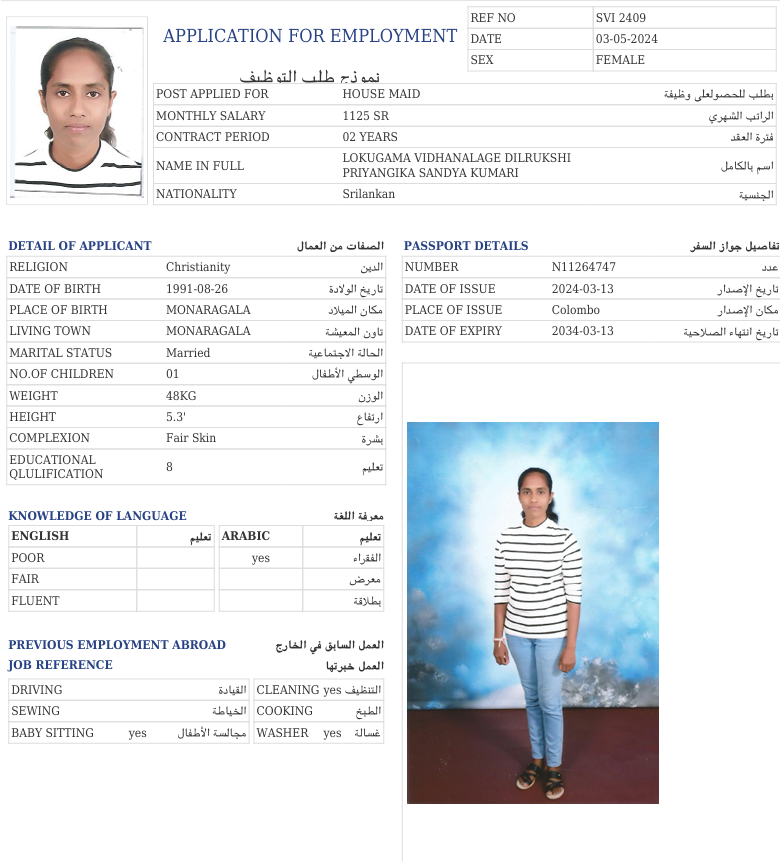 APPLICATION FOR EMPLOYMENT
نموذج طلب التوظيف
REF NO SVI 2409
DATE 03-05-2024
SEX FEMALE
POST APPLIED FOR HOUSE MAID بطلب للحصولعلى وظيفة
MONTHLY SALARY 1125 SR الراتب الشهري
CONTRACT PERIOD 02 YEARS فترة العقد
NAME IN FULL LOKUGAMA VIDHANALAGE DILRUKSHI PRIYANGIKA SANDYA KUMARI اسم بالكامل
NATIONALITY Srilankan الجنسية
DETAIL OF APPLICANT الصفات من العمال
RELIGION Christianity الدين
DATE OF BIRTH 1991-08-26 تاريخ الولادة
PLACE OF BIRTH MONARAGALA مكان الميلاد
LIVING TOWN MONARAGALA تاون المعيشة
MARITAL STATUS Married الحالة الاجتماعية
NO.OF CHILDREN 01 الوسطي الأطفال
WEIGHT 48KG الوزن
HEIGHT 5.3' ارتفاع
COMPLEXION Fair Skin بشرة
EDUCATIONAL QLULIFICATION 8 تعليم
PASSPORT DETAILS تفاصيل جواز السفر
NUMBER N11264747 عدد
DATE OF ISSUE 2024-03-13 تاريخ الإصدار
PLACE OF ISSUE Colombo مكان الإصدار
DATE OF EXPIRY 2034-03-13 تاريخ انتهاء الصلاحية
KNOWLEDGE OF LANGUAGE معرفة اللغة
ENGLISH تعليم ARABIC تعليم
POOR yes الفقراء
FAIR معرض
FLUENT بطلاقة
PREVIOUS EMPLOYMENT ABROAD العمل السابق في الخارج
JOB REFERENCE العمل خبرتها
DRIVING القيادة CLEANING yes التنظيف
SEWING الخياطة COOKING الطبخ
BABY SITTING yes مجالسة الأطفال WASHER yes غسالة